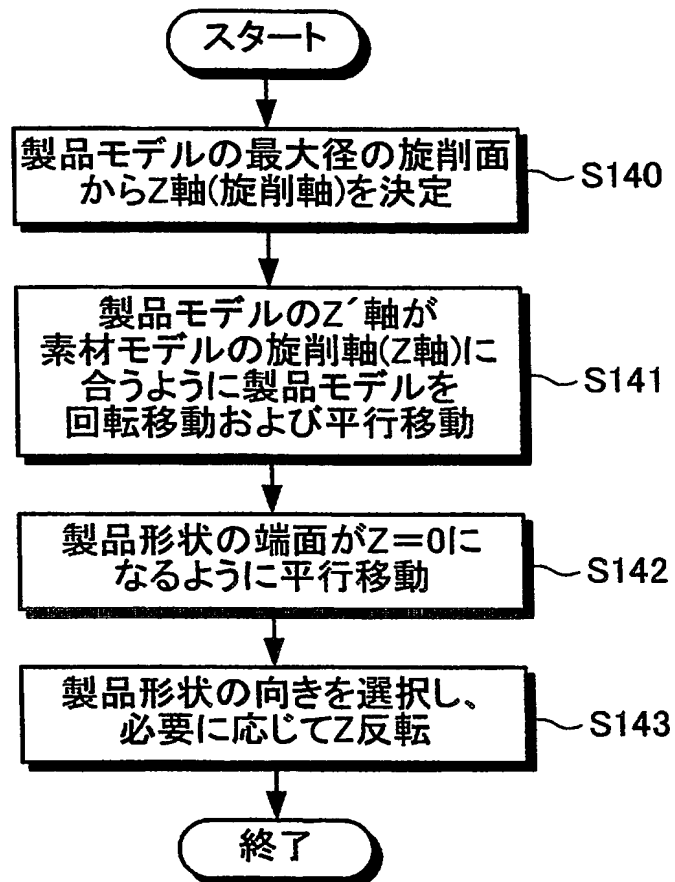 スタート
製品モデルの最大径の旋削面
からZ軸(旋削軸)を決定
S140
製品モデルのZ´軸が
素材モデルの旋削軸(Z軸)に
合うように製品モデルを
回転移動および平行移動
S141
製品形状の端面がZ=0に
なるように平行移動
S142
製品形状の向きを選択し、
必要に応じてZ反転
S143
終了